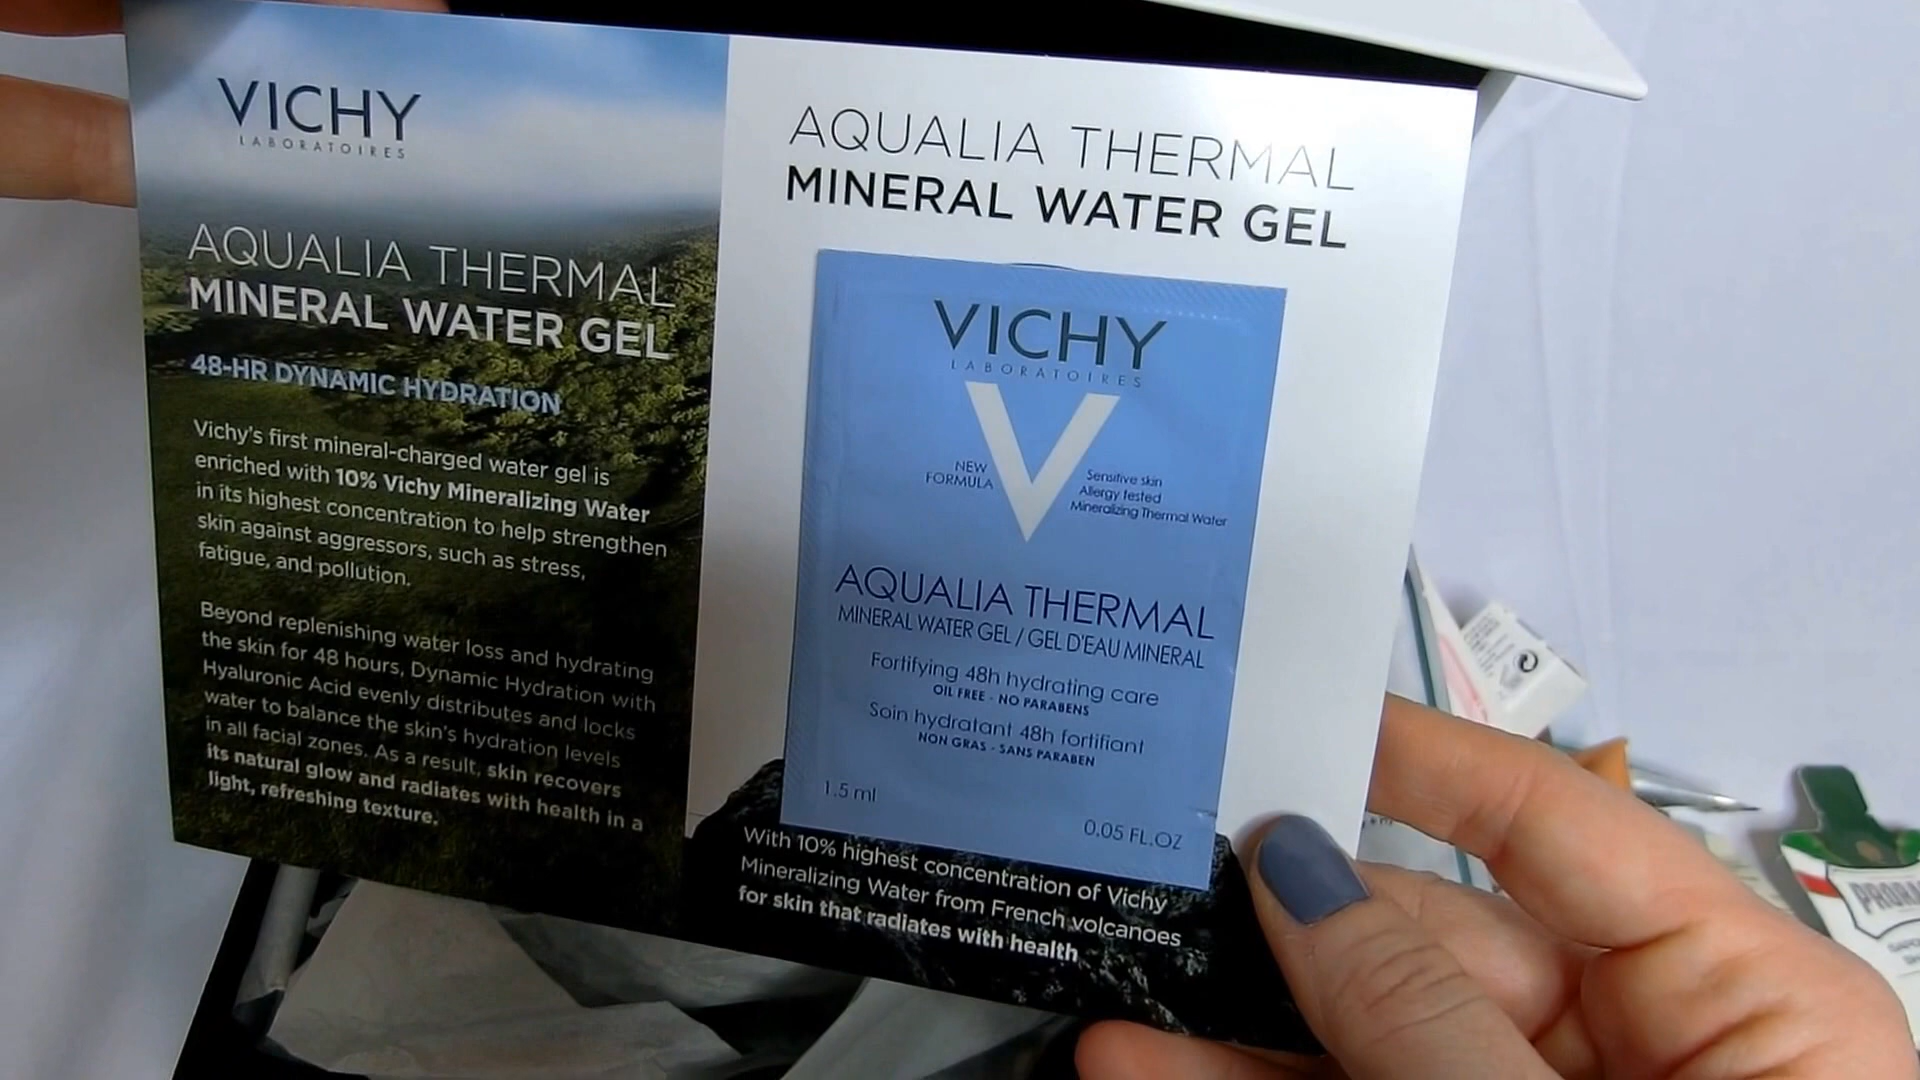 VICHY
LABORATOIRES
AQUALIA THERMAL
MINERAL WATER GEL
48-HR DYNAMIC HYDRATION
Vichy's first mineral-charged water gel is
enriched with 10% Vichy Mineralizing Water
in its highest concentration to help strengthen
skin against aggressors, such as stress,
fatigue, and pollution.
Beyond replenishing water loss and hydrating
the skin for 48 hours, Dynamic Hydration with
Hyaluronic Acid evenly distributes and locks
water to balance the skin's hydration levels
in all facial zones. As a result, skin recovers
its natural glow and radiates with health in a
light, refreshing texture.
AQUALIA THERMAL
MINERAL WATER GEL
VICHY
LABORATOIRES
V
NEW
FORMULA
Sensitive skin
Allergy tested
Mineralizing Thermal Water
AQUALIA THERMAL
MINERAL WATER GEL / GEL D'EAU MINERAL
Fortifying 48h hydrating care
OIL FREE - NO PARABENS
Soin hydratant 48h fortifiant
NON GRAS - SANS PARABEN
1.5 ml
0.05 FL.OZ
With 10% highest concentration of Vichy
Mineralizing Water from French volcanoes
for skin that radiates with health